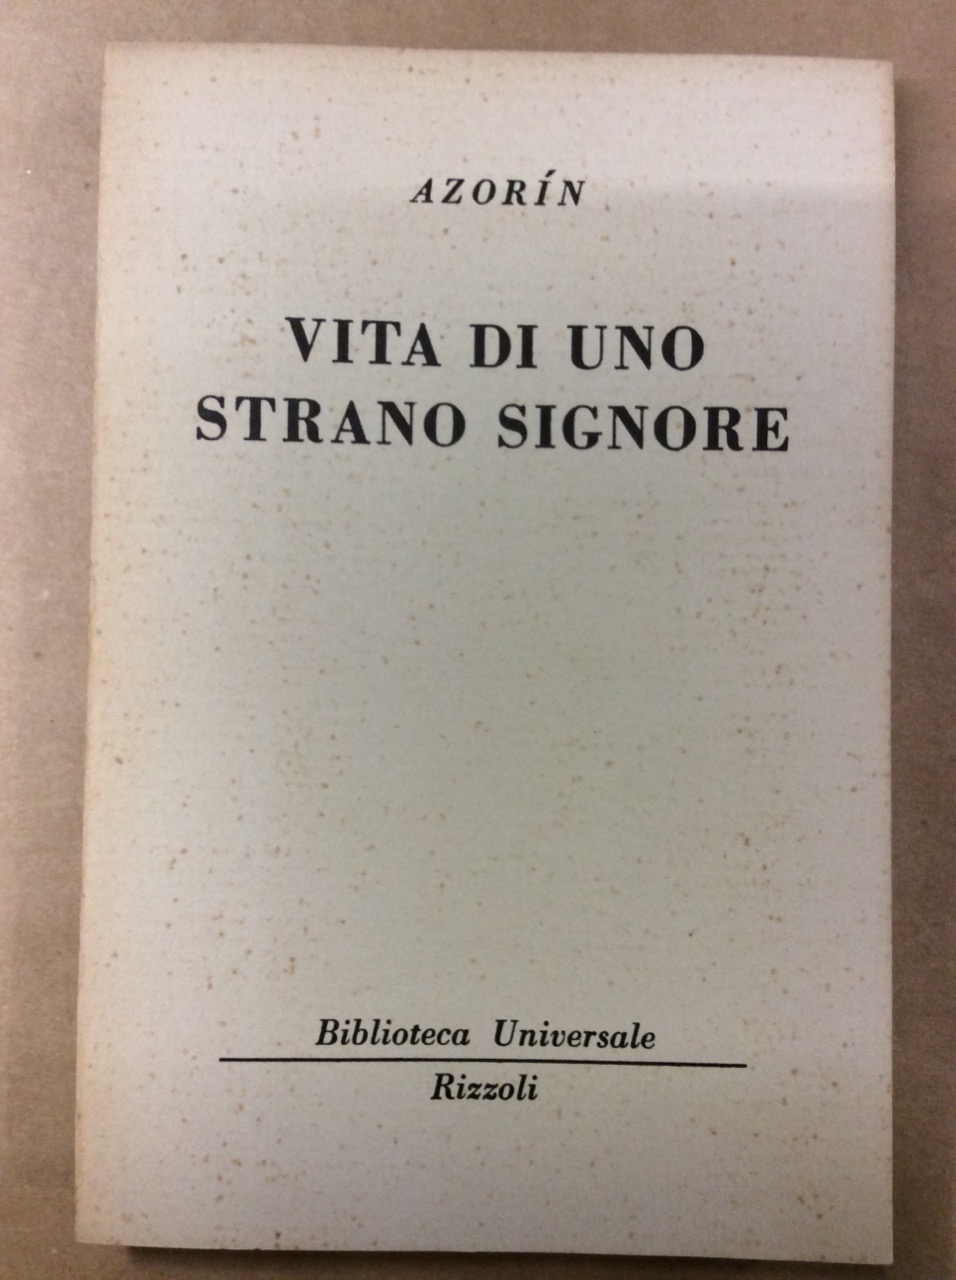 AZORÍN
VITA DI UNO
STRANO SIGNORE
Biblioteca Universale
Rizzoli